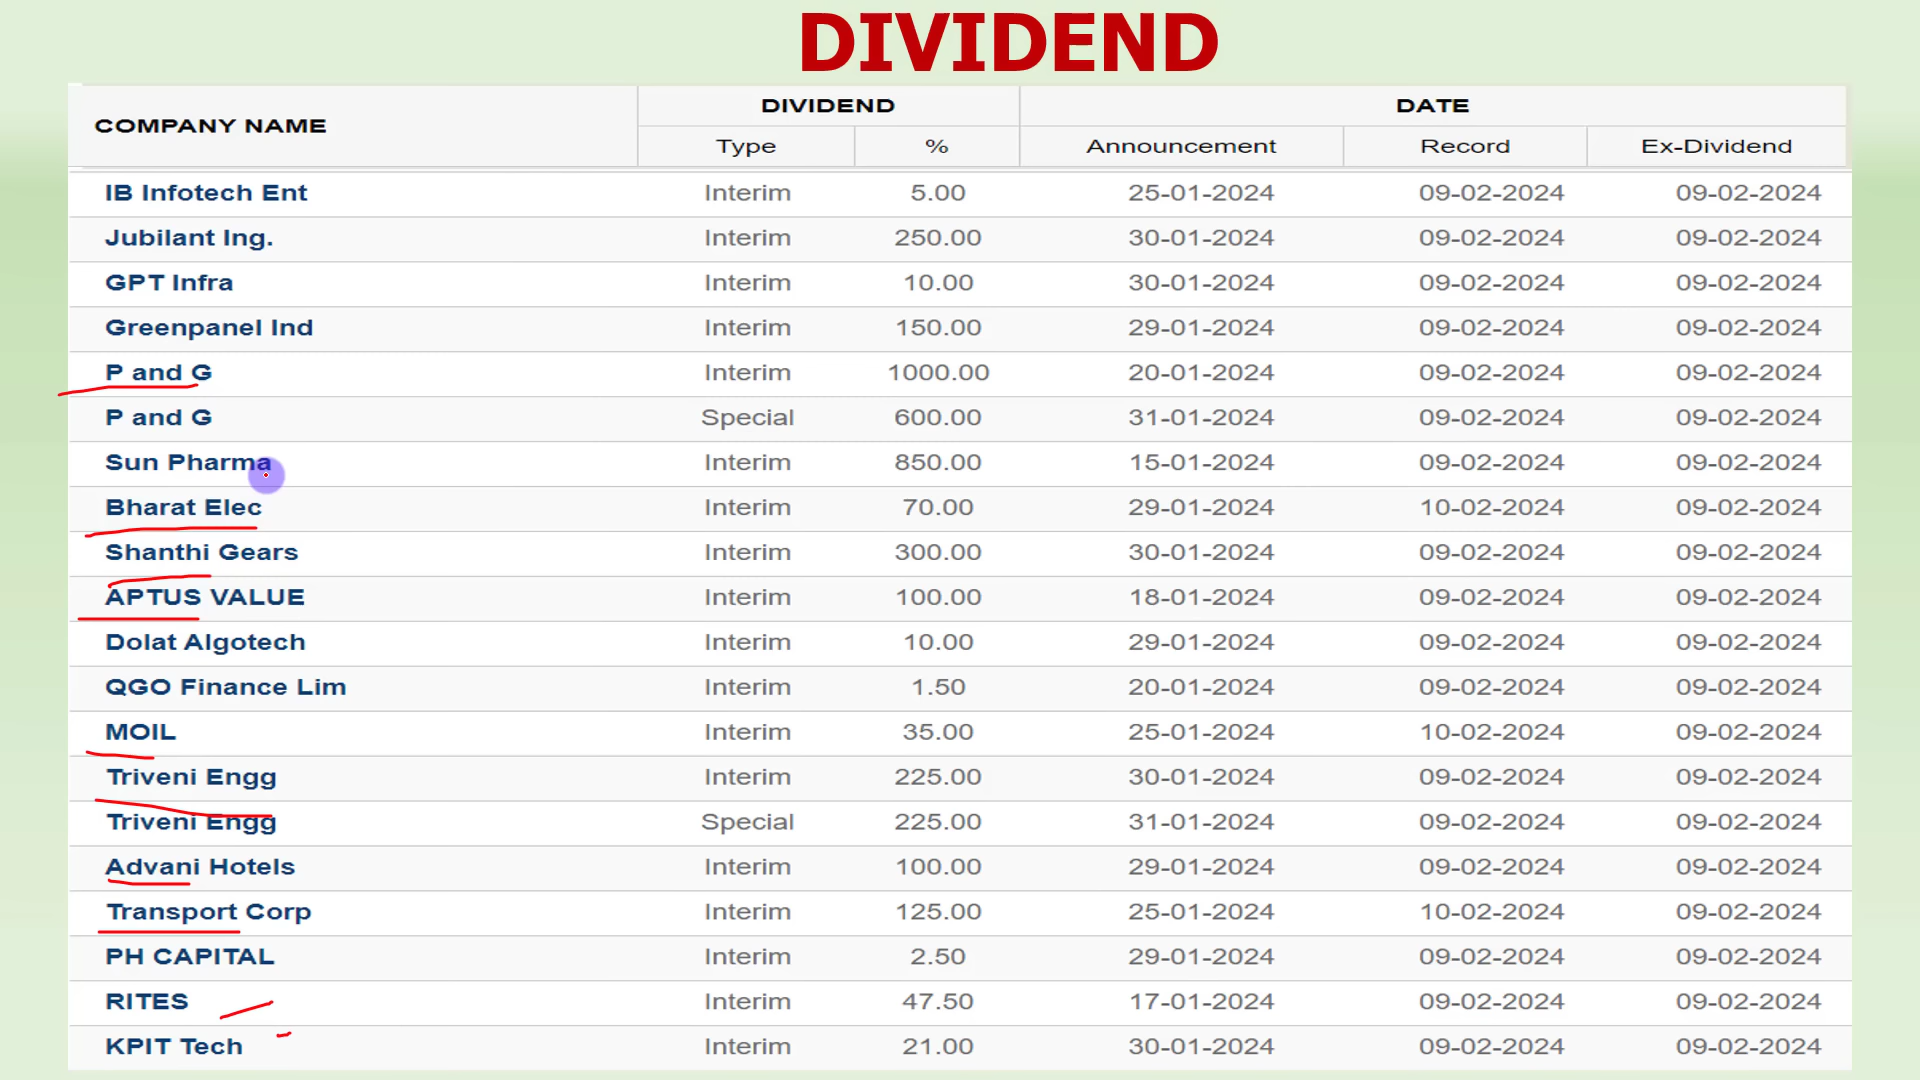 DIVIDEND
COMPANY NAME DIVIDEND DATE
Type % Announcement Record Ex-Dividend
IB Infotech Ent Interim 5.00 25-01-2024 09-02-2024 09-02-2024
Jubilant Ing. Interim 250.00 30-01-2024 09-02-2024 09-02-2024
GPT Infra Interim 10.00 30-01-2024 09-02-2024 09-02-2024
Greenpanel Ind Interim 150.00 29-01-2024 09-02-2024 09-02-2024
P and G Interim 1000.00 20-01-2024 09-02-2024 09-02-2024
P and G Special 600.00 31-01-2024 09-02-2024 09-02-2024
Sun Pharma Interim 850.00 15-01-2024 09-02-2024 09-02-2024
Bharat Elec Interim 70.00 29-01-2024 10-02-2024 09-02-2024
Shanthi Gears Interim 300.00 30-01-2024 09-02-2024 09-02-2024
APTUS VALUE Interim 100.00 18-01-2024 09-02-2024 09-02-2024
Dolat Algotech Interim 10.00 29-01-2024 09-02-2024 09-02-2024
QGO Finance Lim Interim 1.50 20-01-2024 09-02-2024 09-02-2024
MOIL Interim 35.00 25-01-2024 10-02-2024 09-02-2024
Triveni Engg Interim 225.00 30-01-2024 09-02-2024 09-02-2024
Triveni Engg Special 225.00 31-01-2024 09-02-2024 09-02-2024
Advani Hotels Interim 100.00 29-01-2024 09-02-2024 09-02-2024
Transport Corp Interim 125.00 25-01-2024 10-02-2024 09-02-2024
PH CAPITAL Interim 2.50 29-01-2024 09-02-2024 09-02-2024
RITES Interim 47.50 17-01-2024 09-02-2024 09-02-2024
KPIT Tech Interim 21.00 30-01-2024 09-02-2024 09-02-2024